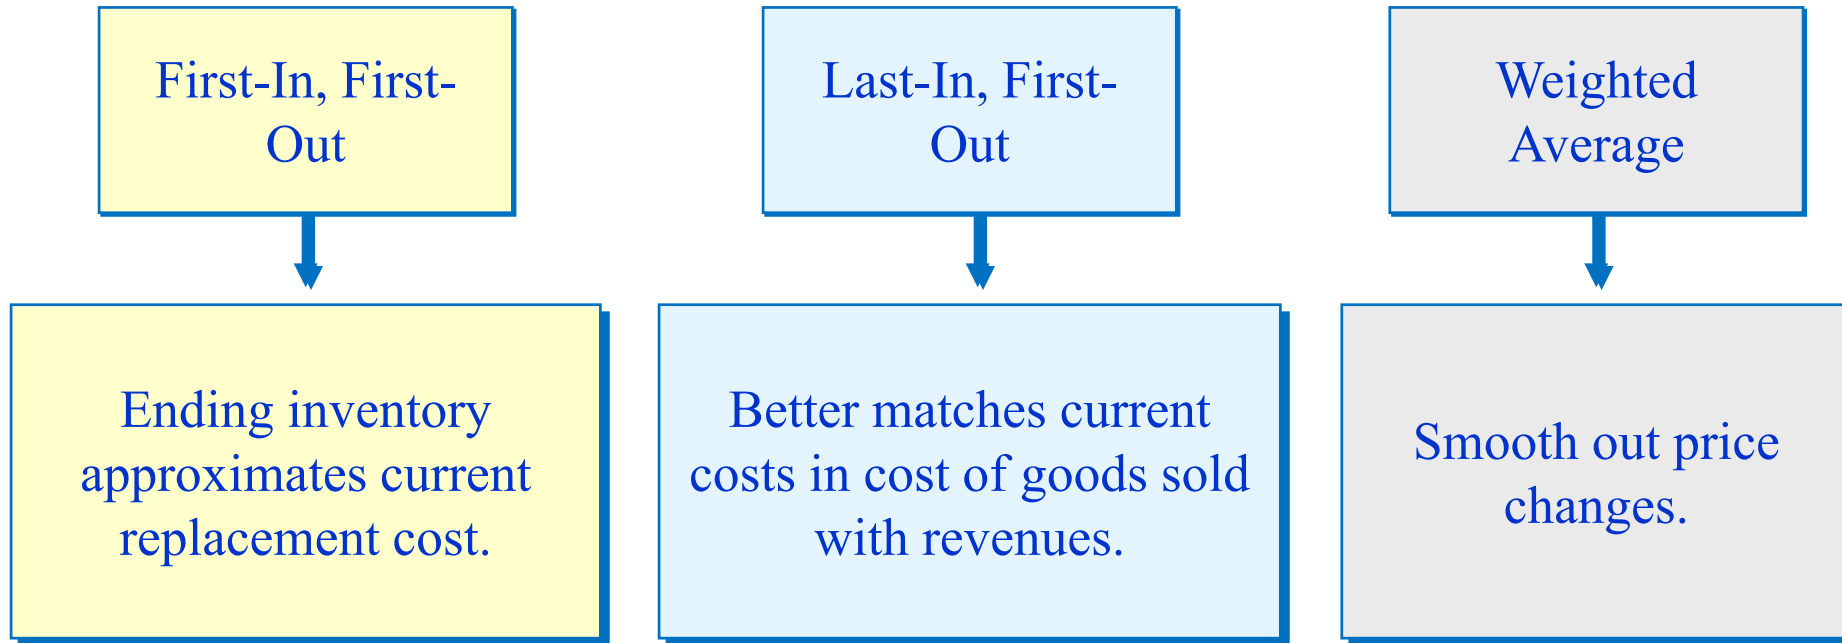 First-In, First-
Out
Last-In, First-
Out
Weighted
Average
Ending inventory
approximates current
replacement cost.
Better matches current
costs in cost of goods sold
with revenues.
Smooth out price
changes.